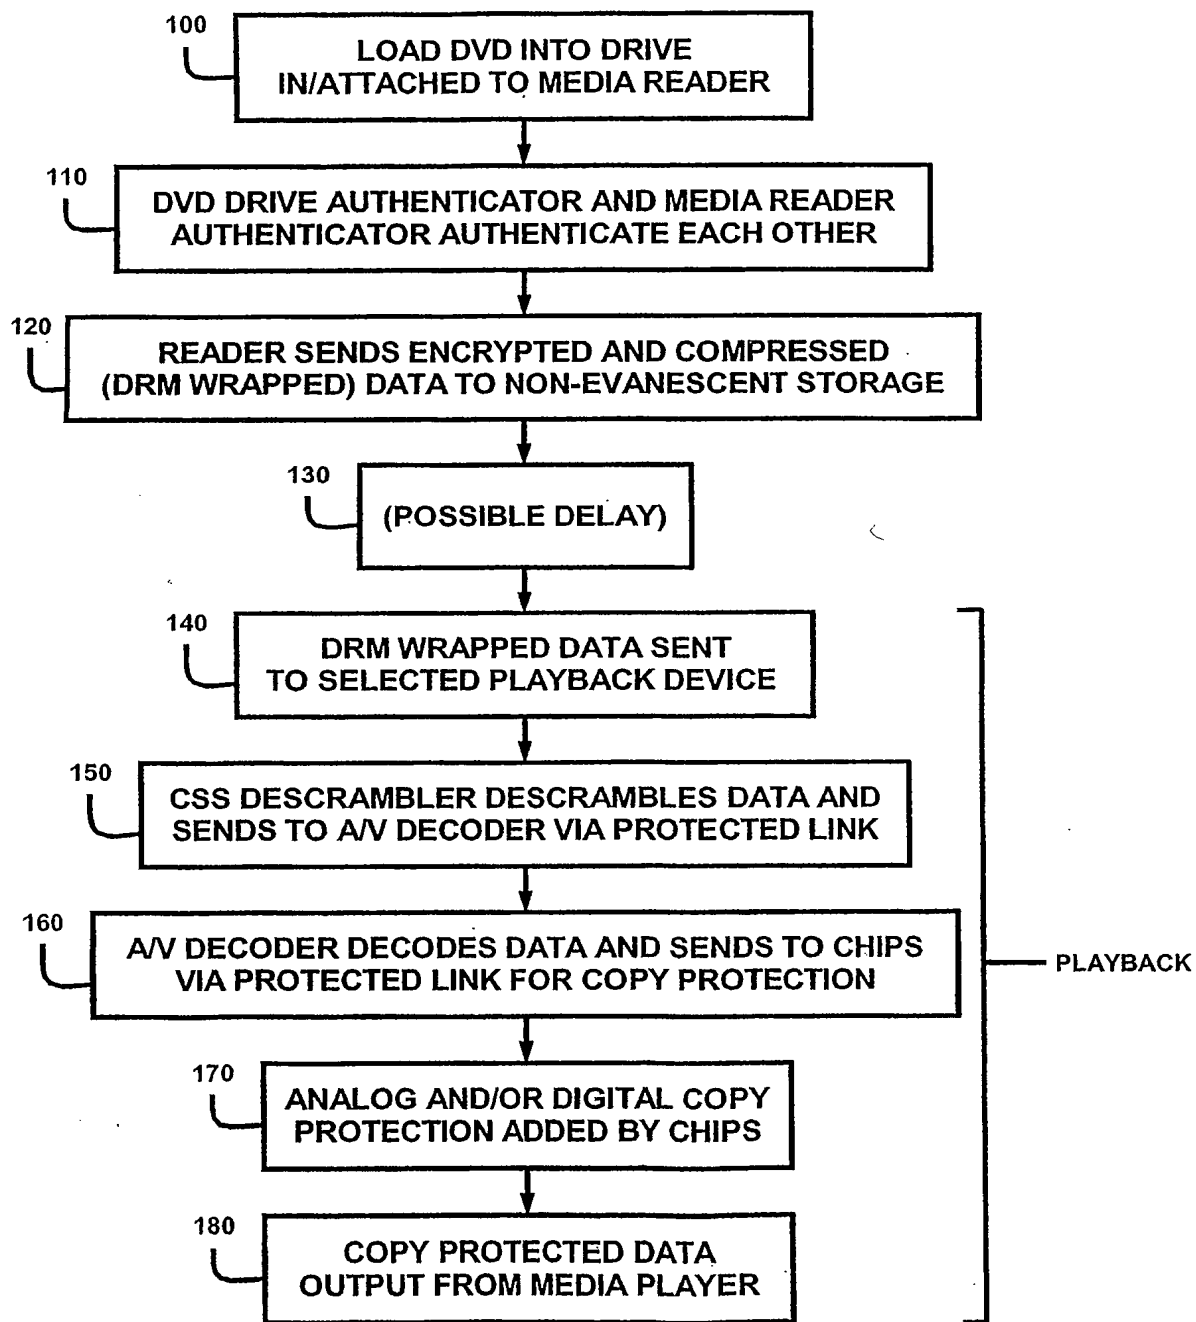 100
LOAD DVD INTO DRIVE
IN/ATTACHED TO MEDIA READER
110
DVD DRIVE AUTHENTICATOR AND MEDIA READER
AUTHENTICATOR AUTHENTICATE EACH OTHER
120
READER SENDS ENCRYPTED AND COMPRESSED
(DRM WRAPPED) DATA TO NON-EVANESCENT STORAGE
130
(POSSIBLE DELAY)
140
DRM WRAPPED DATA SENT
TO SELECTED PLAYBACK DEVICE
150
CSS DESCRAMBLER DESCRAMBLES DATA AND
SENDS TO A/V DECODER VIA PROTECTED LINK
160
A/V DECODER DECODES DATA AND SENDS TO CHIPS
VIA PROTECTED LINK FOR COPY PROTECTION
PLAYBACK
170
ANALOG AND/OR DIGITAL COPY
PROTECTION ADDED BY CHIPS
180
COPY PROTECTED DATA
OUTPUT FROM MEDIA PLAYER